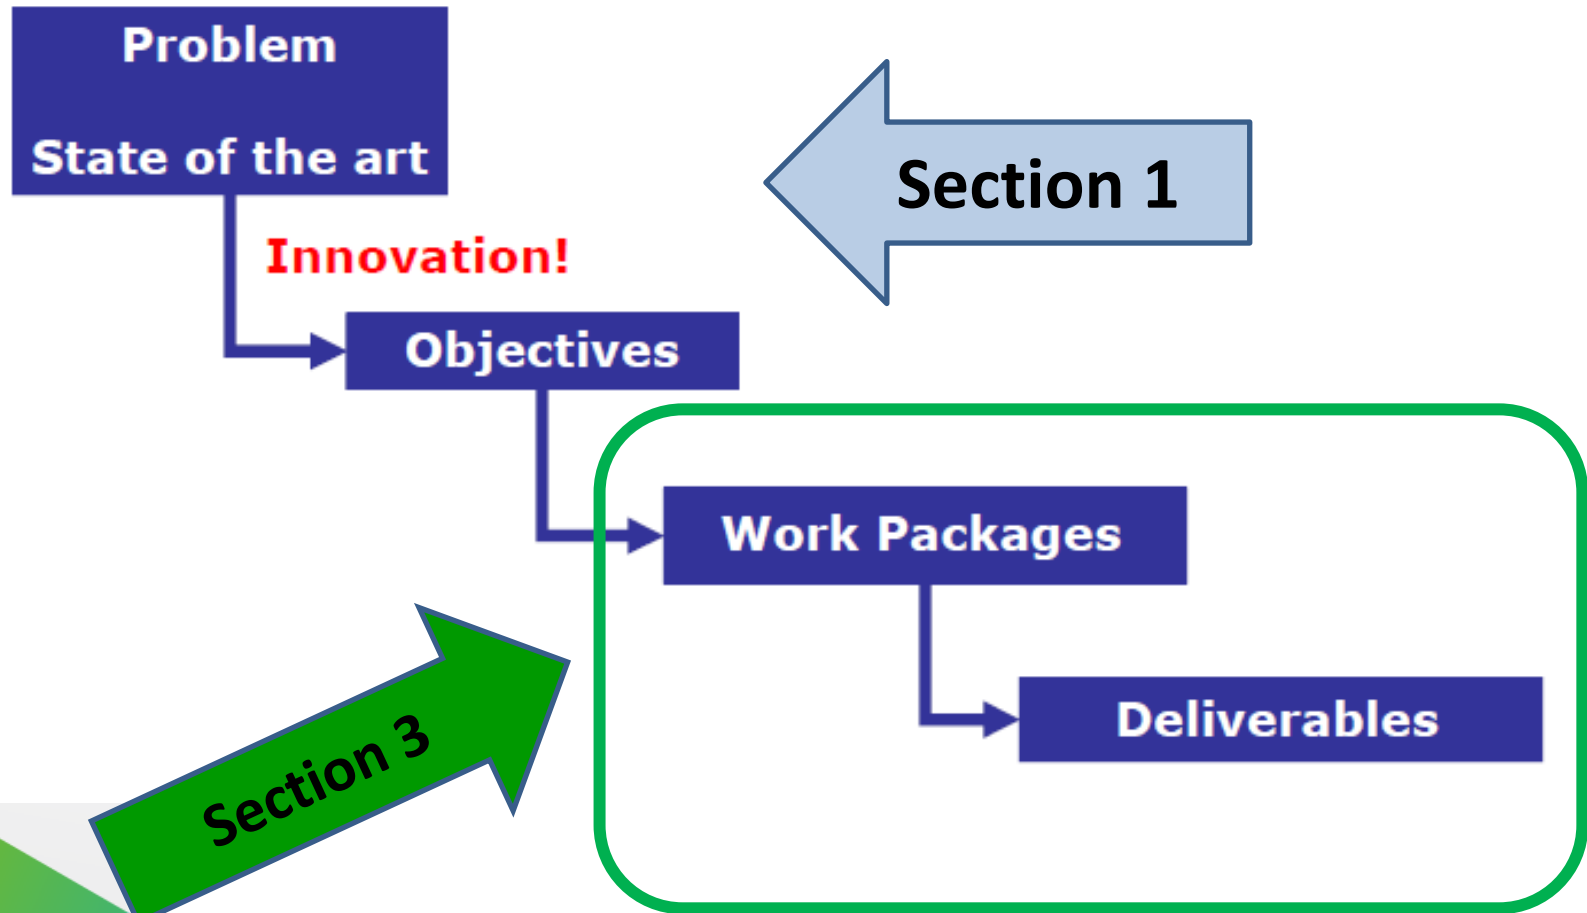 Problem
State of the art
Section 1
Innovation!
Objectives
Work Packages
Section 3
Deliverables